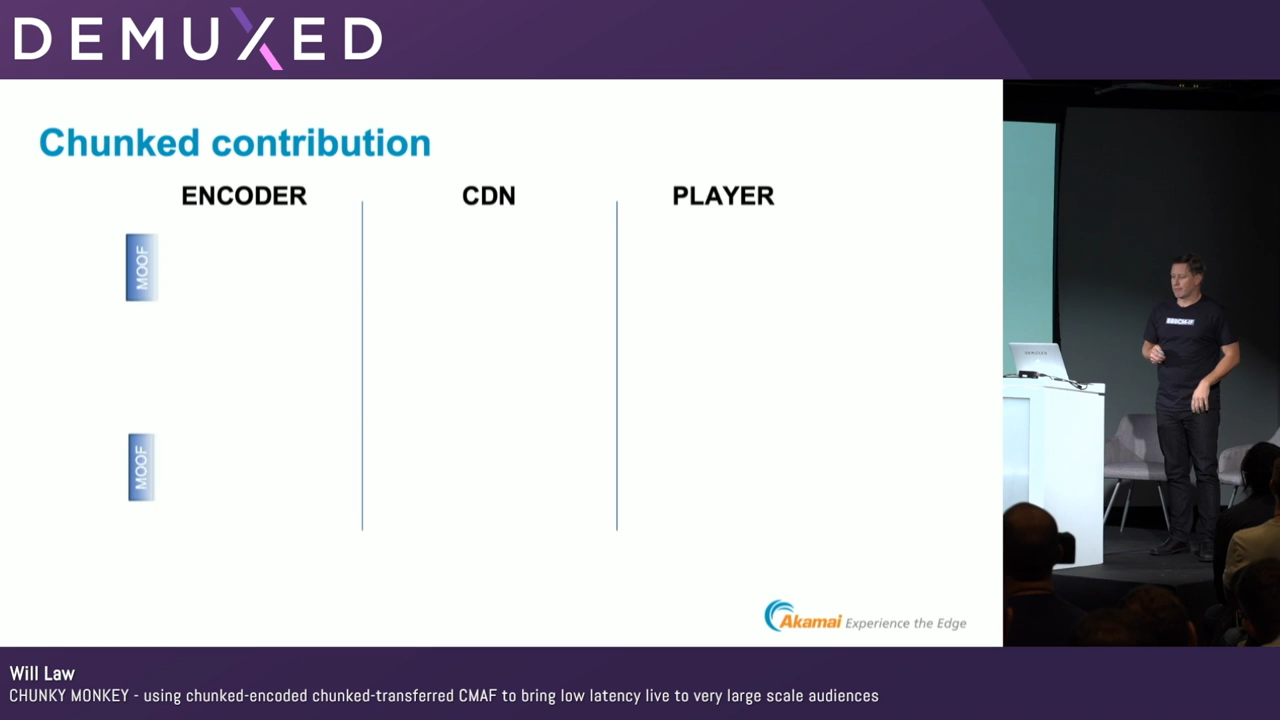 DEMUXED
Chunked contribution
ENCODER CDN PLAYER
MOOF
MOOF
Akamai Experience the Edge
Will Law
CHUNKY MONKEY - using chunked-encoded chunked-transferred CMAF to bring low latency live to very large scale audiences